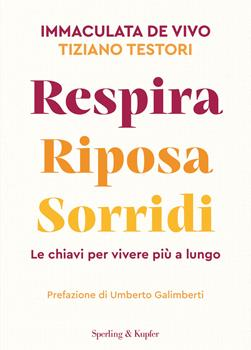 IMMACULATA DE VIVO
TIZIANO TESTORI
Respira
Riposa
Sorridi
Le chiavi per vivere più a lungo
Prefazione di Umberto Galimberti
Sperling & Kupfer